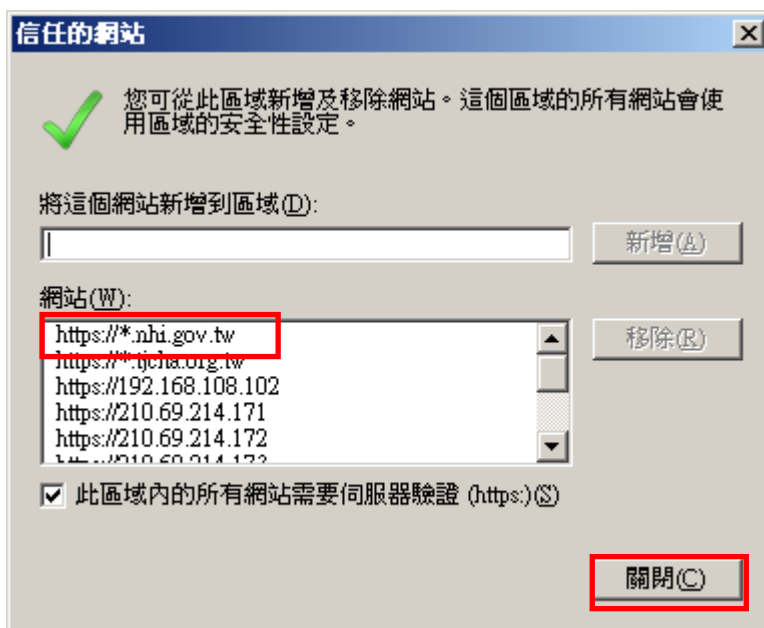 信任的網站
您可從此區域新增及移除網站。這個區域的所有網站會使
用區域的安全性設定。
將這個網站新增到區域(D):
新增(A)
網站(W):
https://*.nhi.gov.tw
移除(R)
https://*.tjcha.org.tw
https://192.168.108.102
https://210.69.214.171
https://210.69.214.172
https://210.69.214.173
此區域內的所有網站需要伺服器驗證 (https:)(S)
關閉(C)